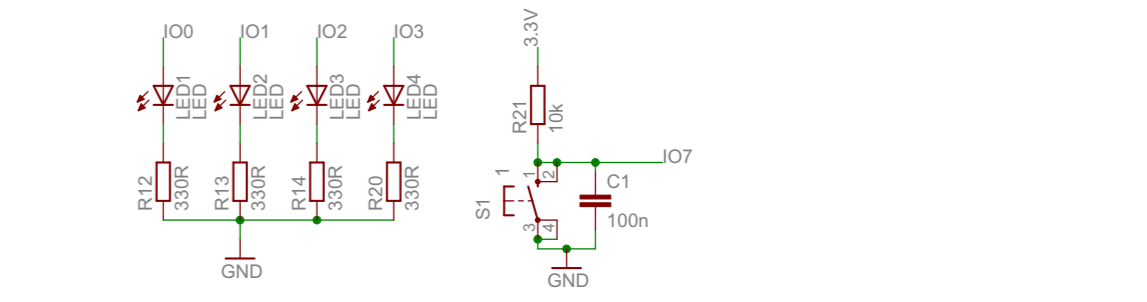 IO0
IO1
IO2
IO3
LED1
LED
LED2
LED
LED3
LED
LED4
LED
R12
330R
R13
330R
R14
330R
R20
330R
GND
3.3V
R21
10k
IO7
1
1
2
S1
3
4
C1
100n
GND